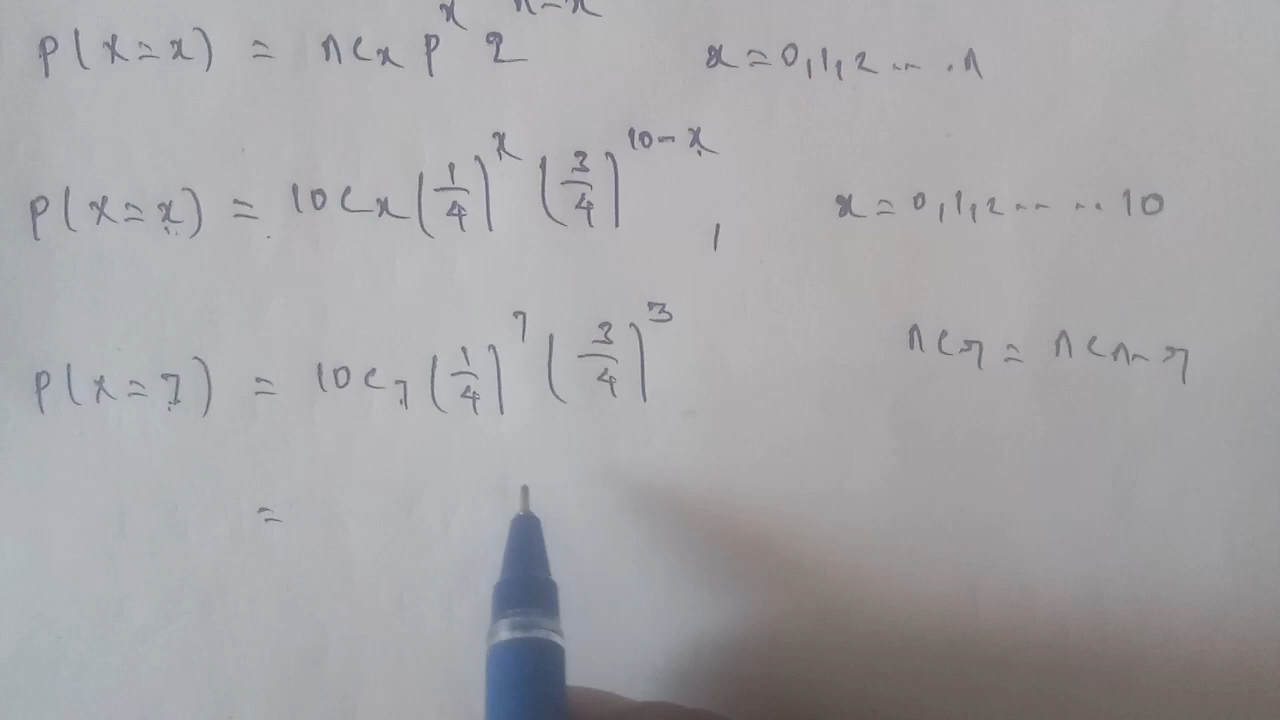 P(X=x) = nCx p^x q^n-x x=0,1,2.. .n
P(X=x) = 10Cx (1/4)^x (3/4)^10-x , x=0,1,2.. ..10
P(X=7) = 10C7 (1/4)^7 (3/4)^3 nCr = nCn-r
=